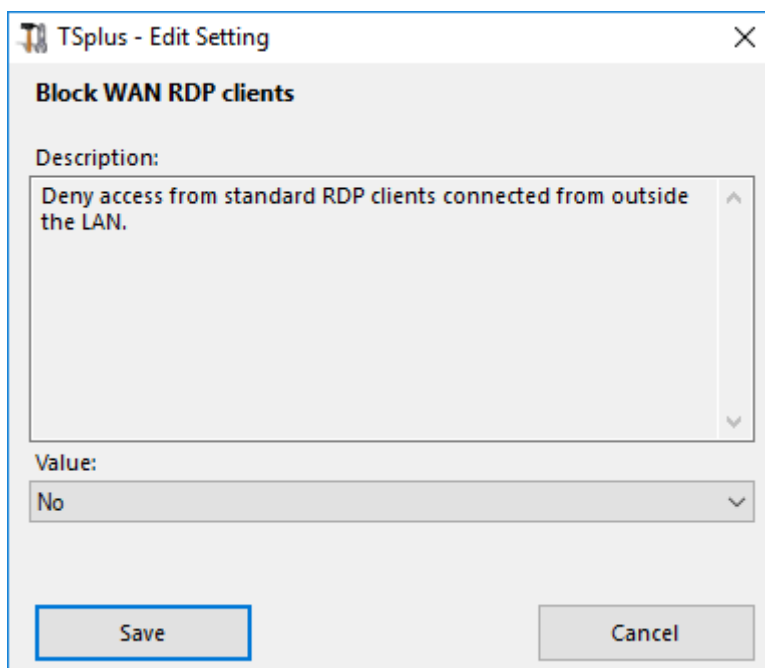 TSplus - Edit Setting
Block WAN RDP clients
Description:
Deny access from standard RDP clients connected from outside
the LAN.
Value:
No
Save
Cancel